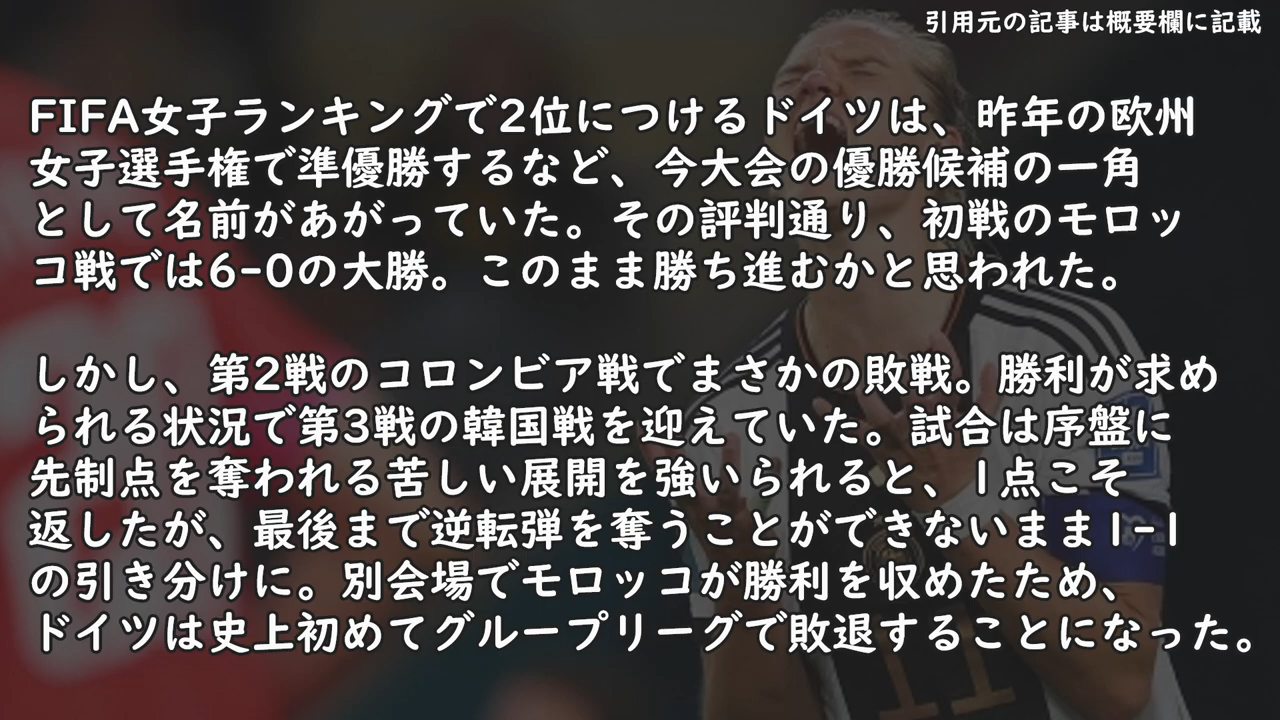 引用元の記事は概要欄に記載
FIFA女子ランキングで2位につけるドイツは、昨年の欧州
女子選手権で準優勝するなど、今大会の優勝候補の一角
として名前があがっていた。その評判通り、初戦のモロッ
コ戦では6-0の大勝。このまま勝ち進むかと思われた。
しかし、第2戦のコロンビア戦でまさかの敗戦。勝利が求め
られる状況で第3戦の韓国戦を迎えていた。試合は序盤に
先制点を奪われる苦しい展開を強いられると、1点こそ
返したが、最後まで逆転弾を奪うことができないまま1-1
の引き分けに。別会場でモロッコが勝利を収めたため、
ドイツは史上初めてグループリーグで敗退することになった。
11